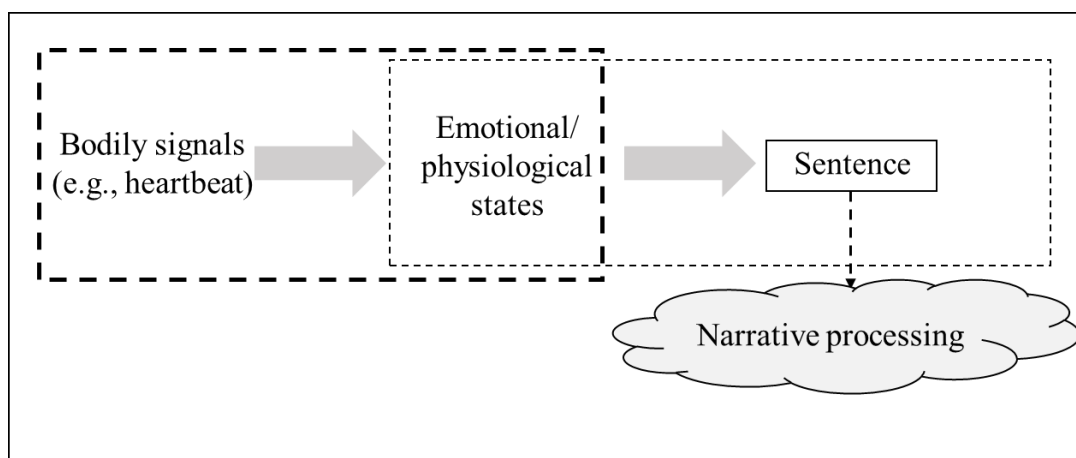 Bodily signals
(e.g., heartbeat)
Emotional/
physiological
states
Sentence
Narrative processing